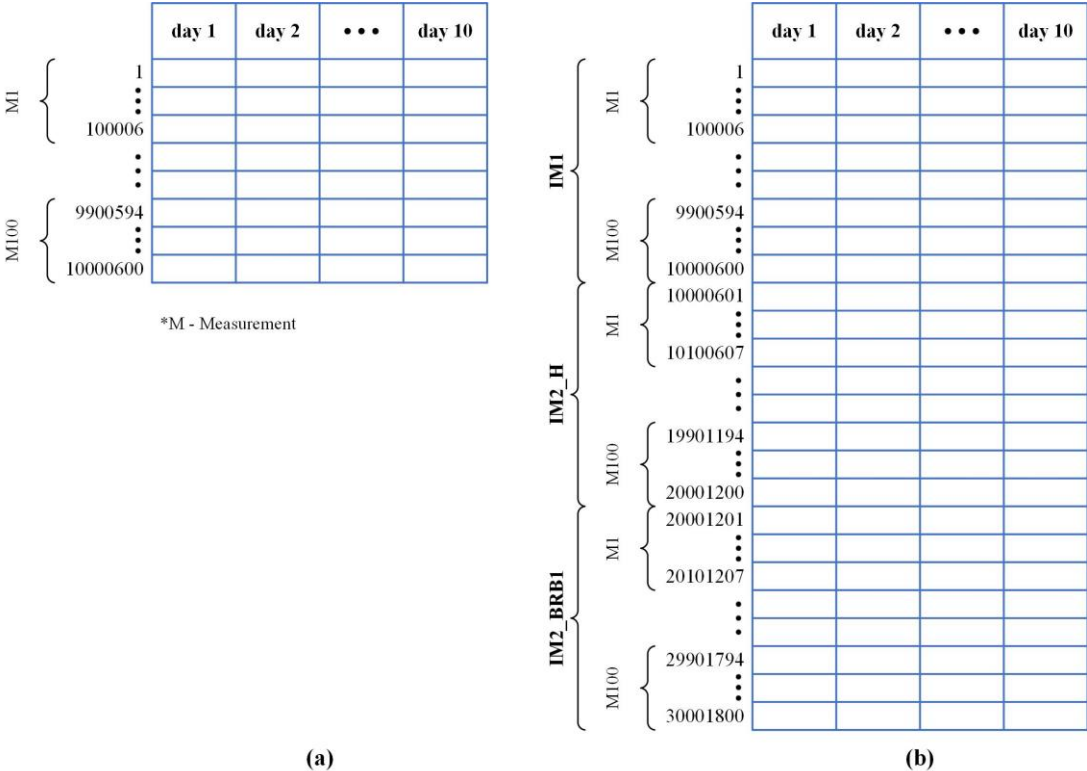 day 1 day 2 ••• day 10
M1
1
100006
M100
9900594
10000600
*M - Measurement
(a)
day 1 day 2 ••• day 10
IM1
M1
1
100006
M100
9900594
10000600
IM2_H
M1
10000601
10100607
M100
19901194
20001200
IM2_BRB1
M1
20001201
20101207
M100
29901794
30001800
(b)